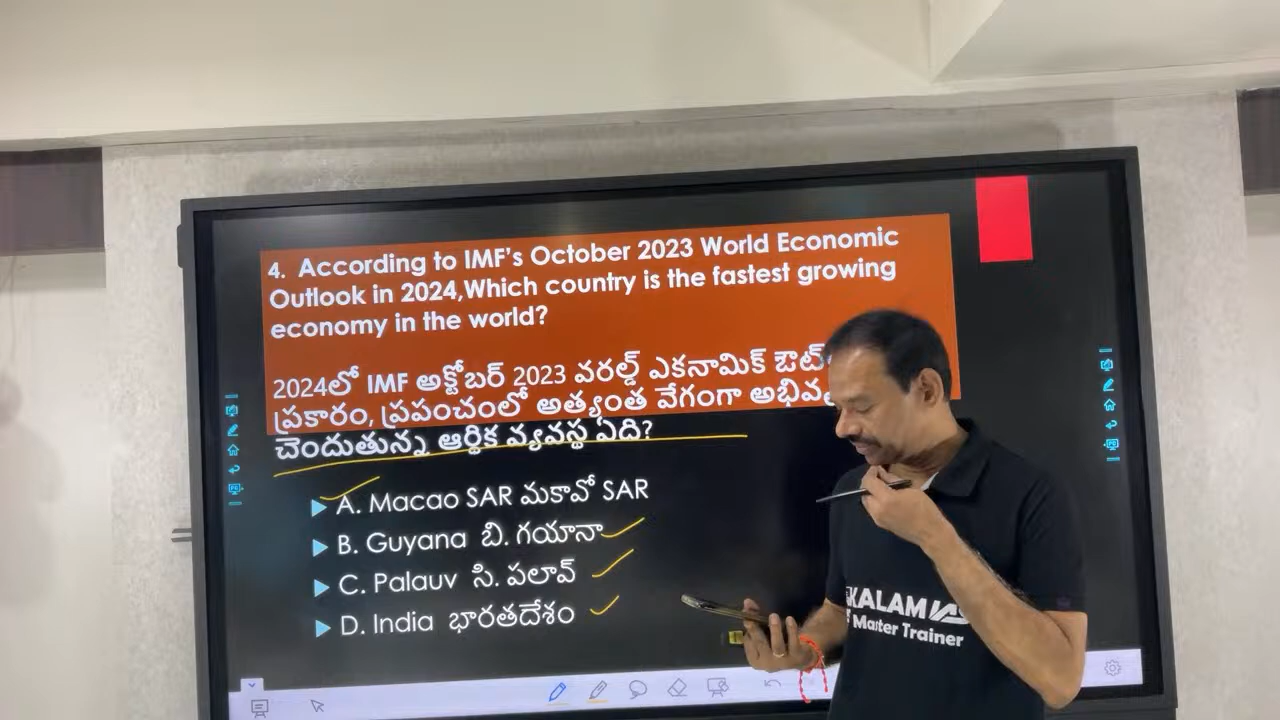 4. According to IMF's October 2023 World Economic
Outlook in 2024,Which country is the fastest growing
economy in the world?
2024లో IMF అక్టోబర్ 2023 వరల్డ్ ఎకనామిక్
ప్రకారం, ప్రపంచంలో అత్యంత వేగంగా
చెందుతున్న ఆర్థిక వ్యవస్థ ఏది?
A. Macao SAR మకావో SAR
B. Guyana బి. గయానా
C. Palauv సి. పలావ్
D. India భారతదేశం
KALAM IAS
Master Trainer